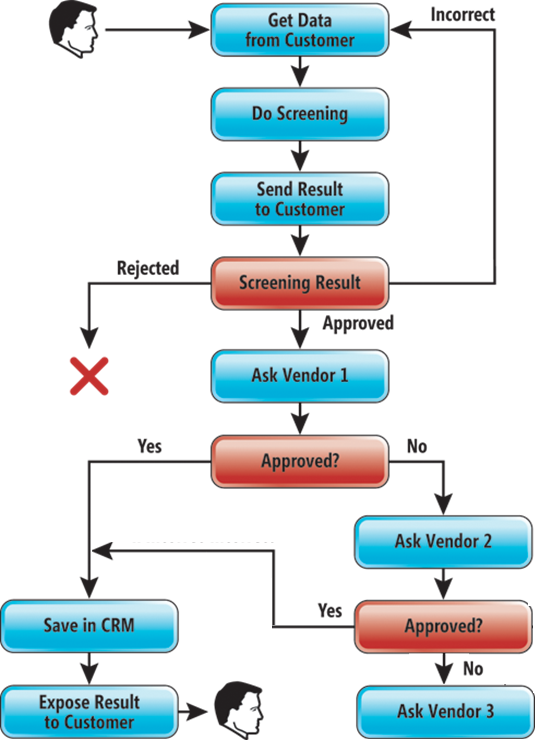 Get Data
from Customer
Incorrect
Do Screening
Send Result
to Customer
Rejected
Screening Result
Approved
Ask Vendor 1
Yes
Approved?
No
Ask Vendor 2
Yes
Approved?
Save in CRM
No
Expose Result
to Customer
Ask Vendor 3